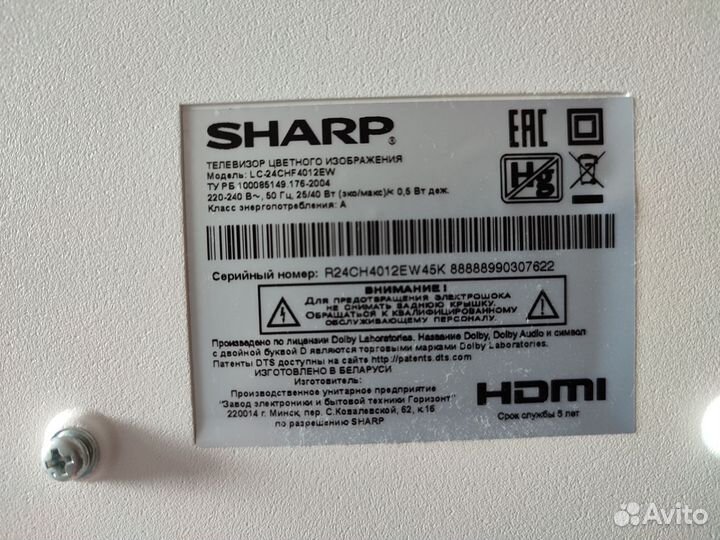 SHARP®
EAC
ТЕЛЕВИЗОР ЦВЕТНОГО ИЗОБРАЖЕНИЯ
Модель: LC-24CHF4012EW
ТУ РБ 100085149.176-2004
220-240 В~, 50 Гц, 25/40 Вт (эко/макс)/< 0,5 Вт деж.
Класс энергопотребления: А
Hg
Серийный номер: R24CH4012EW45K 88888990307622
ВНИМАНИЕ!
Для предотвращения электрошока
не снимать заднюю крышку.
Обращаться к квалифицированному
обслуживающему персоналу.
Произведено по лицензии Dolby Laboratories. Название Dolby, Dolby Audio и символ
с двойной буквой D являются торговыми марками Dolby Laboratories.
Патенты DTS доступны на сайте http://patents.dts.com
ИЗГОТОВЛЕНО В БЕЛАРУСИ
Изготовитель:
Производственное унитарное предприятие
"Завод электроники и бытовой техники Горизонт"
220014 г. Минск, пер. С.Ковалевской, 62, к.16
по разрешению SHARP
HDMI
Срок службы 5 лет
Avito